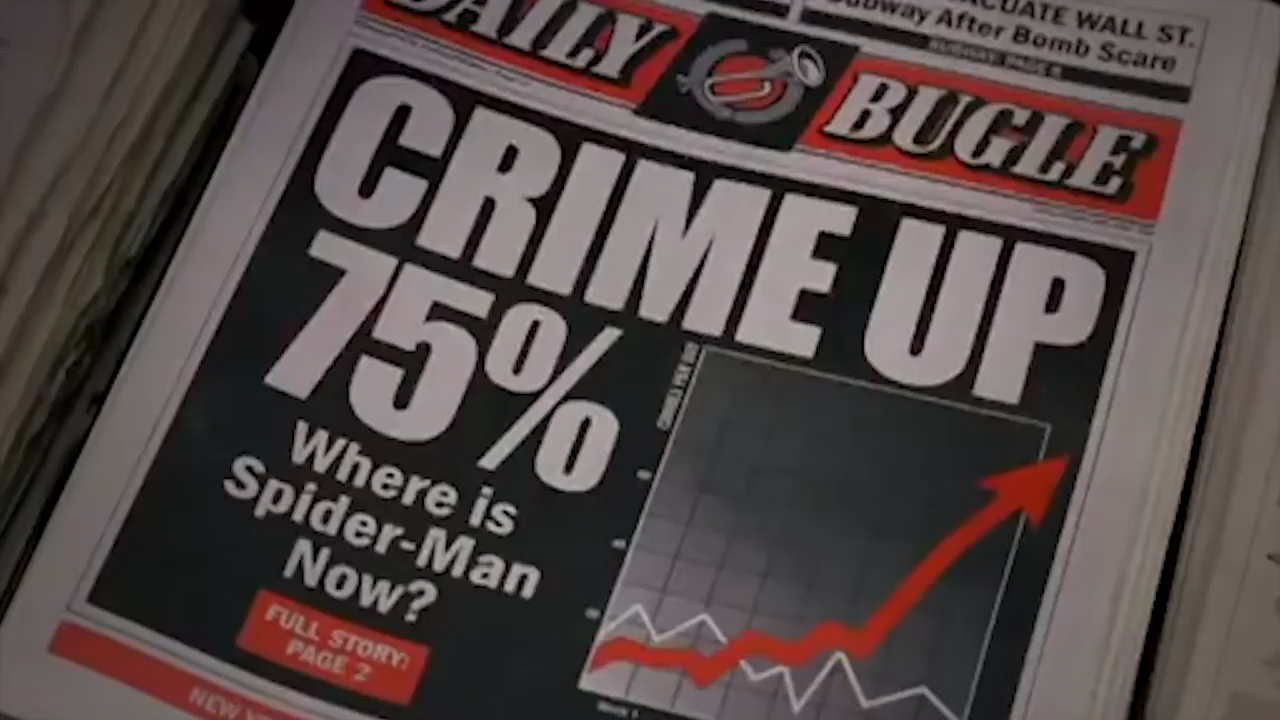 EVACUATE WALL ST.
Subway After Bomb Scare
DAILY BUGLE
CRIME UP
75%
Where is
Spider-Man
Now?
FULL STORY:
PAGE 2
NEW